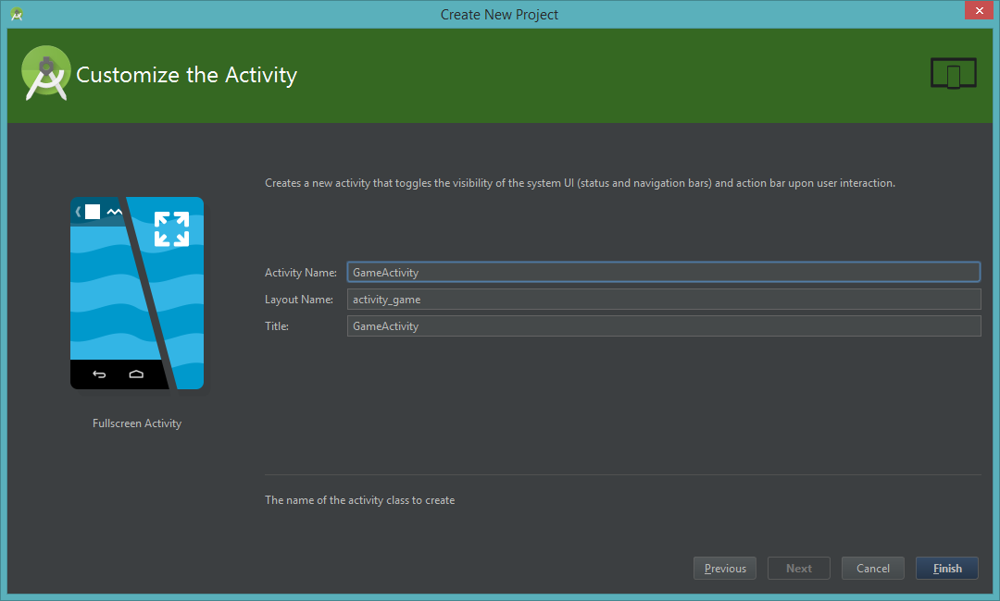 Create New Project
Customize the Activity
Creates a new activity that toggles the visibility of the system UI (status and navigation bars) and action bar upon user interaction.
Activity Name: GameActivity
Layout Name: activity_game
Title: GameActivity
Fullscreen Activity
The name of the activity class to create
Previous Next Cancel Finish